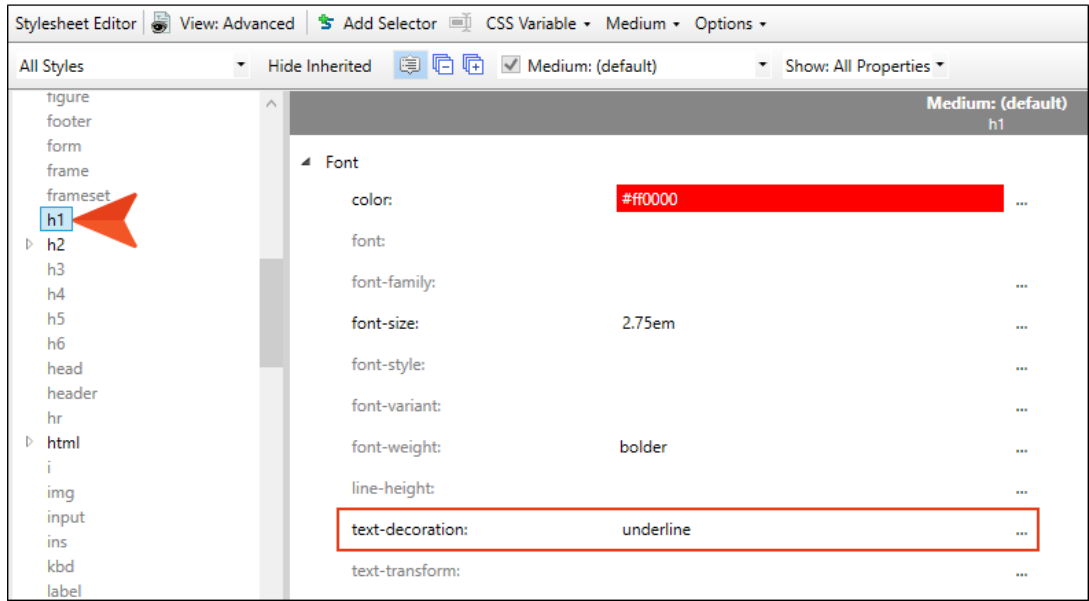 Stylesheet Editor View: Advanced Add Selector CSS Variable Medium Options
All Styles Hide Inherited Medium: (default) Show: All Properties
figure
footer
form
frame
frameset
h1
h2
h3
h4
h5
h6
head
header
hr
html
i
img
input
ins
kbd
label
Medium: (default)
h1
Font
color: #ff0000 ...
font:
font-family: ...
font-size: 2.75em ...
font-style: ...
font-variant: ...
font-weight: bolder ...
line-height: ...
text-decoration: underline ...
text-transform: ...